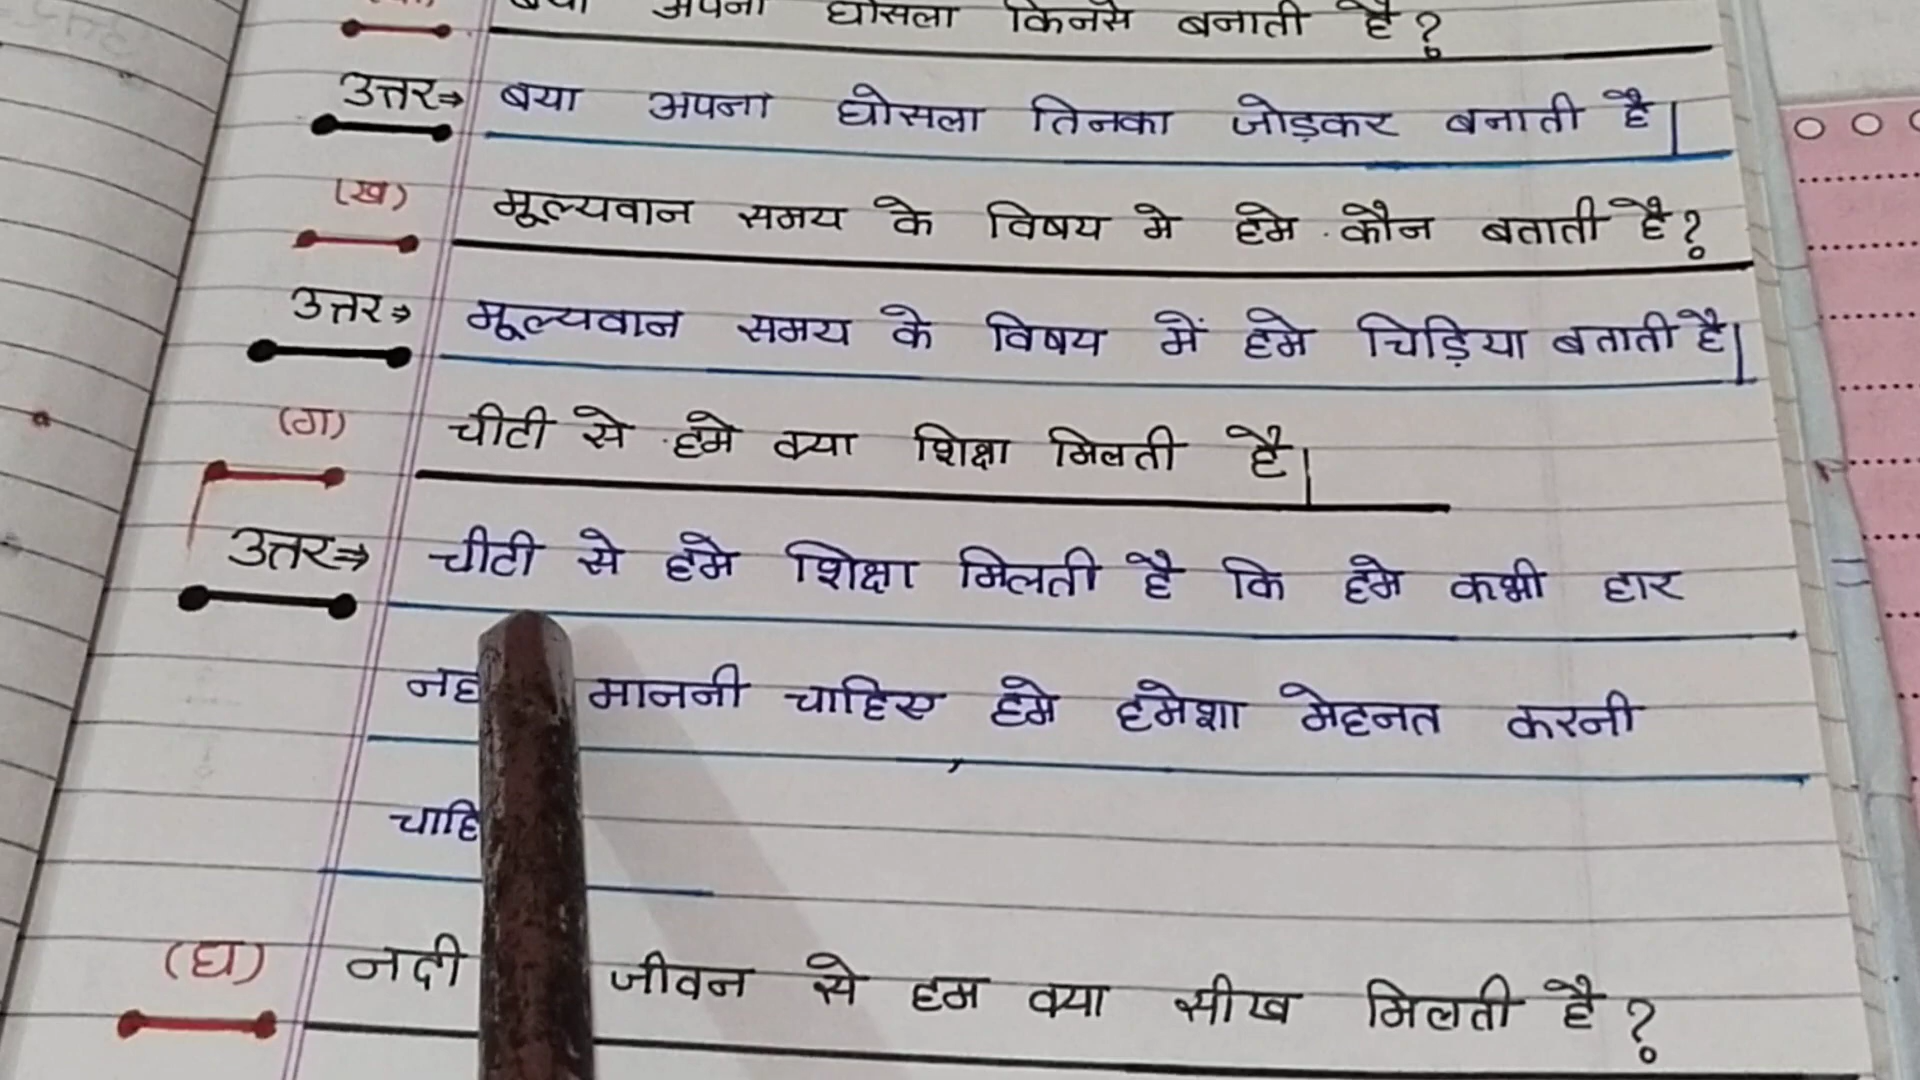 बया अपना घोसला किनसे बनाती है?
उत्तर⇒ बया अपना घोसला तिनका जोड़कर बनाती है|
(ख) मूल्यवान समय के विषय मे हमे कौन बताती है?
उत्तर⇒ मूल्यवान समय के विषय में हमे चिड़िया बताती है|
(ग) चीटी से हमे क्या शिक्षा मिलती है|
उत्तर⇒ चीटी से हमे शिक्षा मिलती है कि हमे कभी हार
माननी चाहिए हमे हमेशा मेहनत करनी
(घ) नदी जीवन से हम क्या सीख मिलती है?